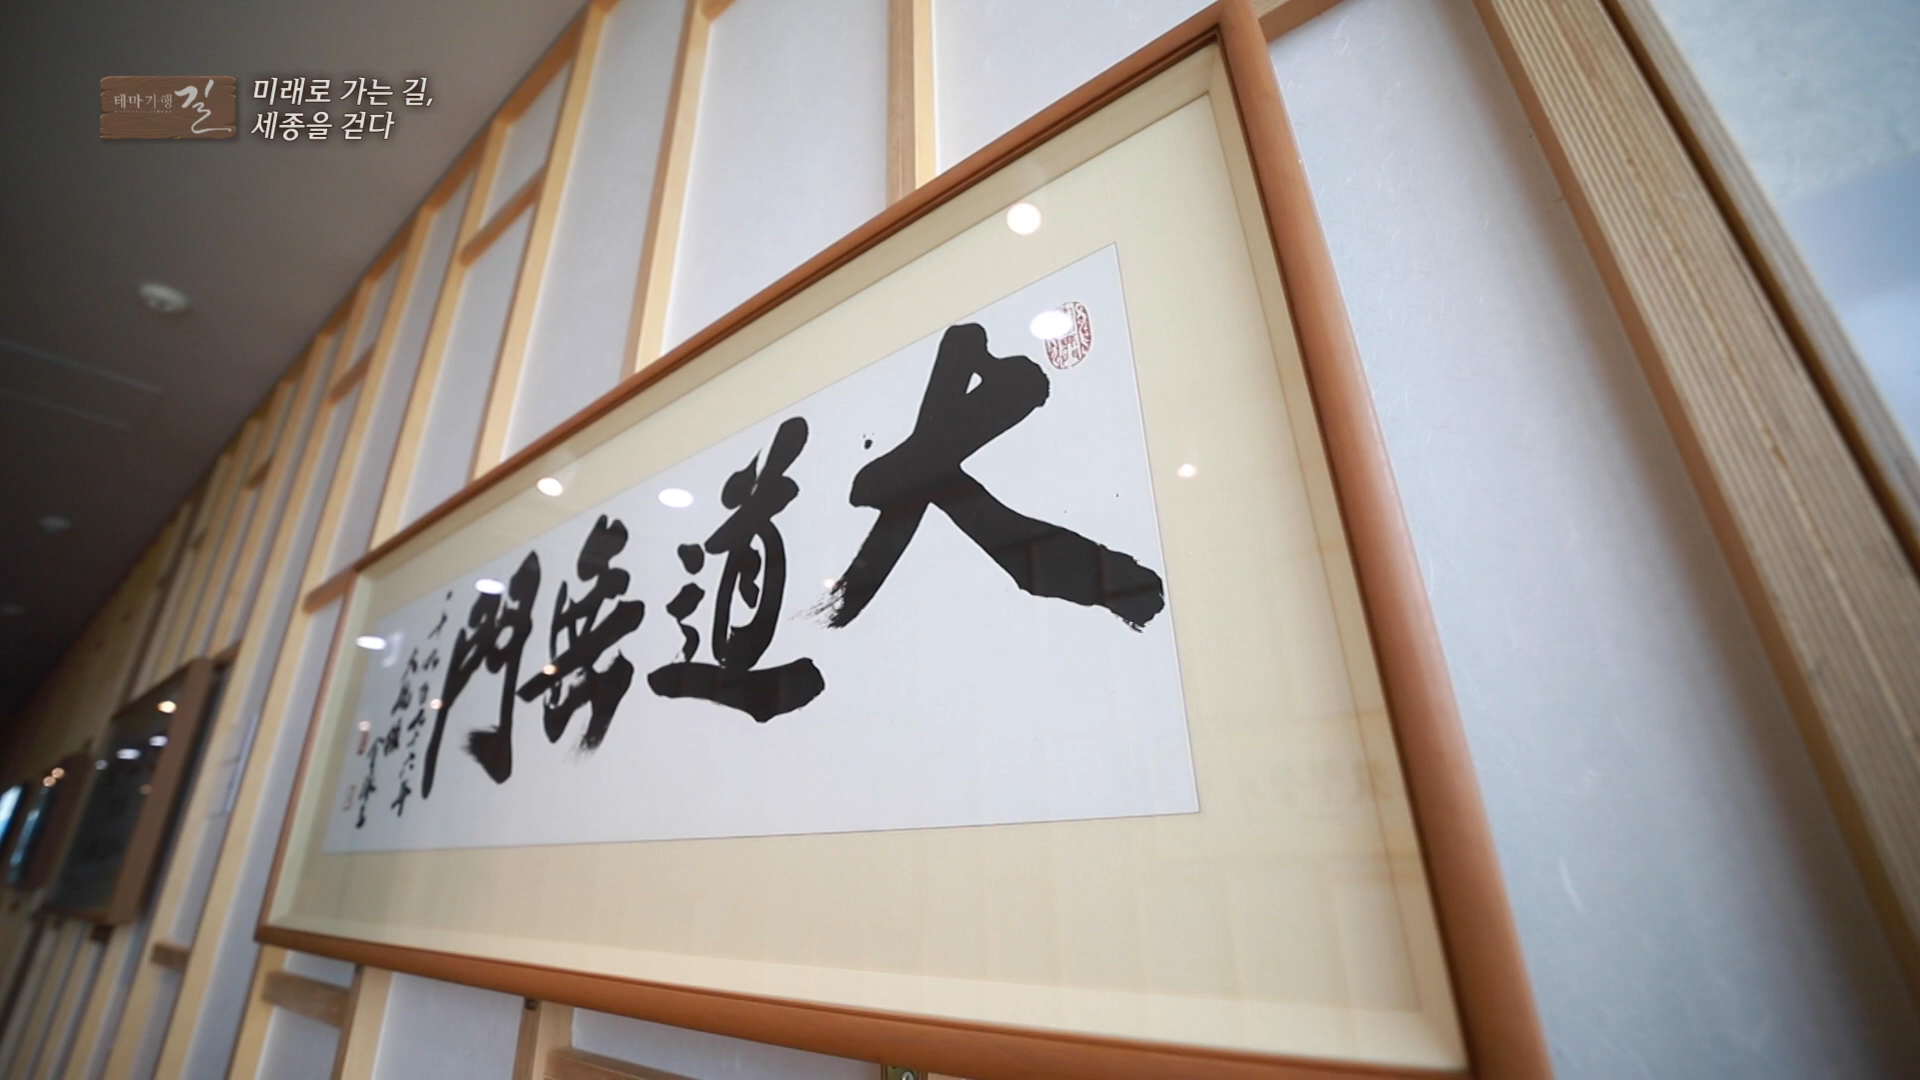 테마기행 길
미래로 가는 길,
세종을 걷다
大道無門